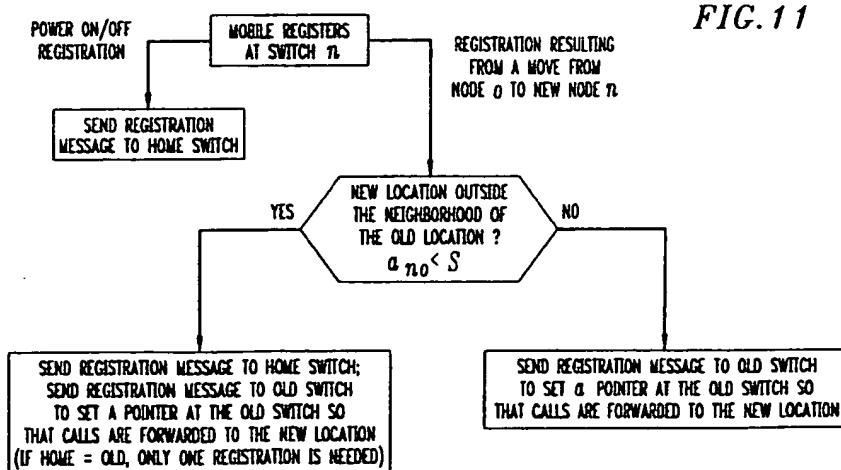 FIG. 11
POWER ON/OFF
REGISTRATION
MOBILE REGISTERS
AT SWITCH n
REGISTRATION RESULTING
FROM A MOVE FROM
NODE o TO NEW NODE n
SEND REGISTRATION
MESSAGE TO HOME SWITCH
NEW LOCATION OUTSIDE
THE NEIGHBORHOOD OF
THE OLD LOCATION ?
a no < S
YES
NO
SEND REGISTRATION MESSAGE TO HOME SWITCH;
SEND REGISTRATION MESSAGE TO OLD SWITCH
TO SET A POINTER AT THE OLD SWITCH SO
THAT CALLS ARE FORWARDED TO THE NEW LOCATION
(IF HOME = OLD, ONLY ONE REGISTRATION IS NEEDED)
SEND REGISTRATION MESSAGE TO OLD SWITCH
TO SET a POINTER AT THE OLD SWITCH SO
THAT CALLS ARE FORWARDED TO THE NEW LOCATION